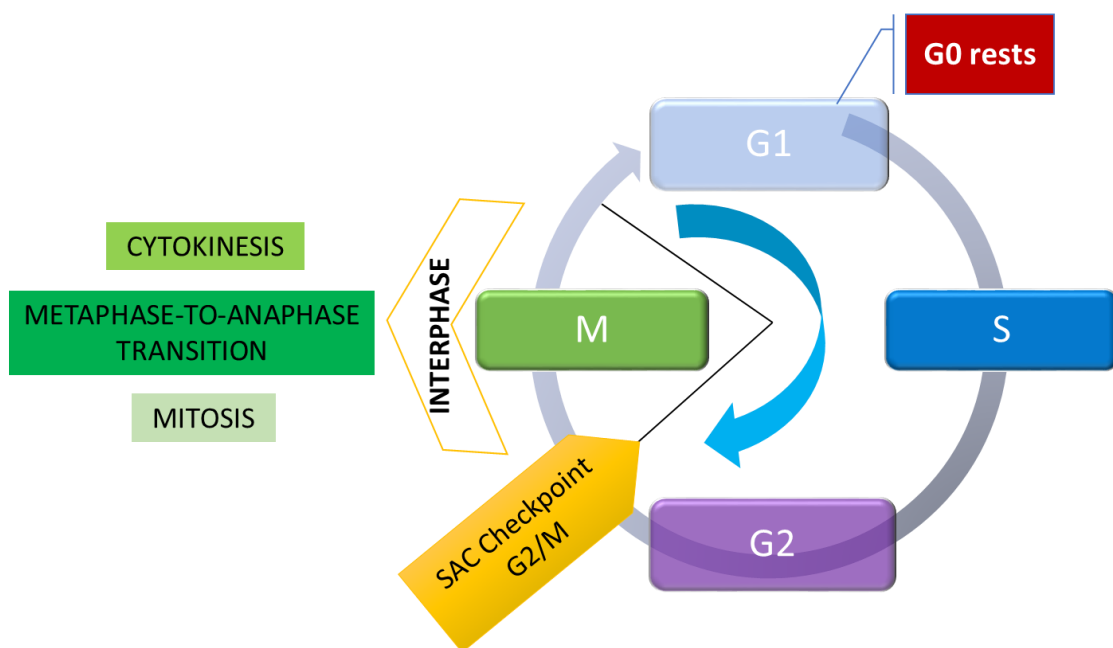 G0 rests
G1
CYTOKINESIS
METAPHASE-TO-ANAPHASE
TRANSITION
MITOSIS
INTERPHASE
M
S
SAC Checkpoint
G2/M
G2